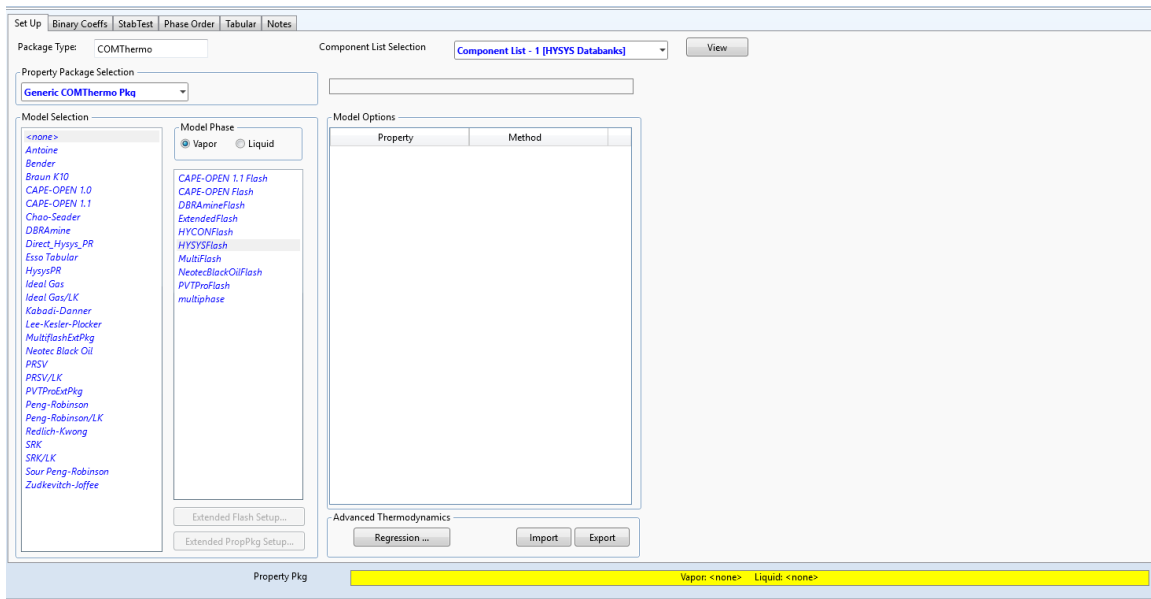 Set Up Binary Coeffs StabTest Phase Order Tabular Notes
Package Type: COMThermo Component List Selection Component List - 1 [HYSYS Databanks] View
Property Package Selection
Generic COMThermo Pkg
Model Selection
<none>
Antoine
Bender
Braun K10
CAPE-OPEN 1.0
CAPE-OPEN 1.1
Chao-Seader
DBRAmine
Direct_Hysys_PR
Esso Tabular
HysysPR
Ideal Gas
Ideal Gas/LK
Kabadi-Danner
Lee-Kesler-Plocker
MultiflashExtPkg
Neotec Black Oil
PRSV
PRSV/LK
PVTProExtPkg
Peng-Robinson
Peng-Robinson/LK
Redlich-Kwong
SRK
SRK/LK
Sour Peng-Robinson
Zudkevitch-Joffee
Model Phase
Vapor Liquid
CAPE-OPEN 1.1 Flash
CAPE-OPEN Flash
DBRAmineFlash
ExtendedFlash
HYCONFlash
HYSYSFlash
MultiFlash
NeotecBlackOilFlash
PVTProFlash
multiphase
Extended Flash Setup...
Extended PropPkg Setup...
Model Options
Property Method
Advanced Thermodynamics
Regression ... Import Export
Property Pkg Vapor: <none> Liquid: <none>